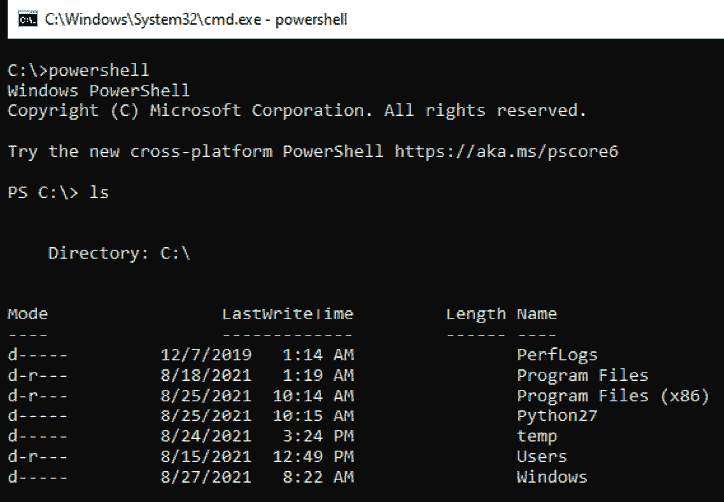 C:\Windows\System32\cmd.exe - powershell
C:\>powershell
Windows PowerShell
Copyright (C) Microsoft Corporation. All rights reserved.
Try the new cross-platform PowerShell https://aka.ms/pscore6
PS C:\> ls
Directory: C:\
Mode LastWriteTime Length Name
---- ------------- ------ ----
d----- 12/7/2019 1:14 AM PerfLogs
d-r--- 8/18/2021 1:19 AM Program Files
d-r--- 8/25/2021 10:14 AM Program Files (x86)
d----- 8/25/2021 10:15 AM Python27
d----- 8/24/2021 3:24 PM temp
d-r--- 8/15/2021 12:49 PM Users
d----- 8/27/2021 8:22 AM Windows